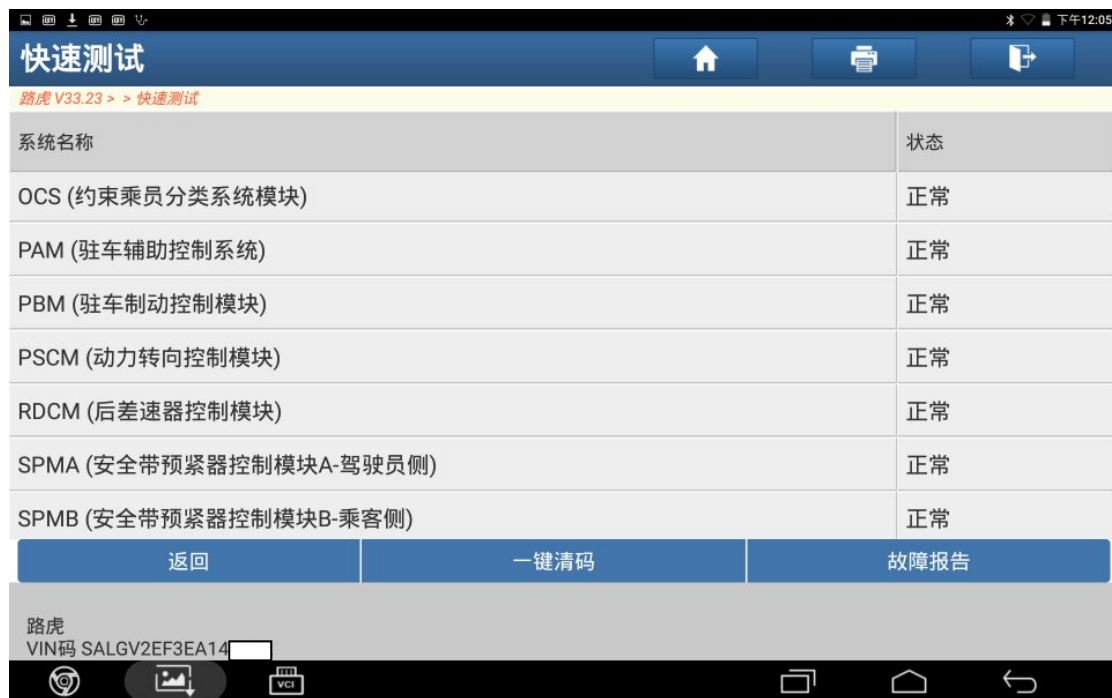 下午12:05
快速测试
路虎 V33.23 > > 快速测试
系统名称 状态
OCS (约束乘员分类系统模块) 正常
PAM (驻车辅助控制系统) 正常
PBM (驻车制动控制模块) 正常
PSCM (动力转向控制模块) 正常
RDCM (后差速器控制模块) 正常
SPMA (安全带预紧器控制模块A-驾驶员侧) 正常
SPMB (安全带预紧器控制模块B-乘客侧) 正常
返回 一键清码 故障报告
路虎
VIN码 SALGV2EF3EA14
VCI